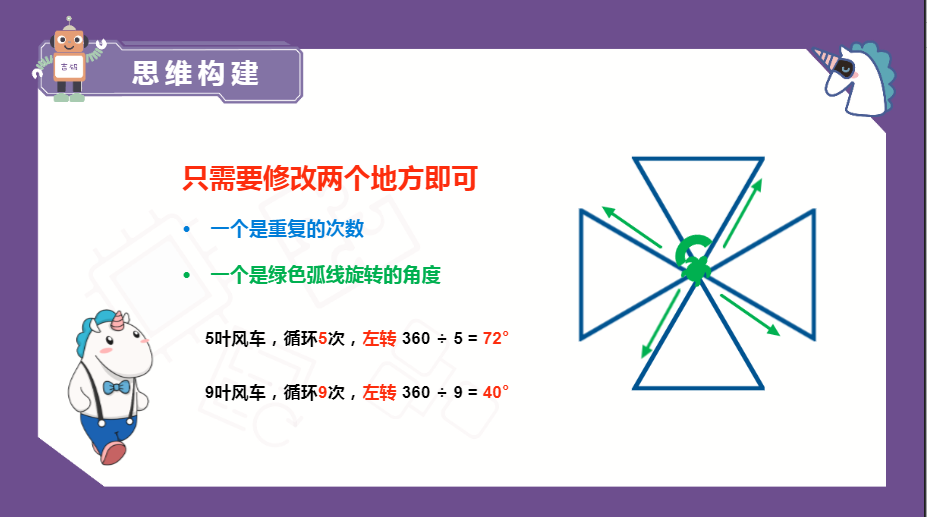 思维构建
只需要修改两个地方即可
• 一个是重复的次数
• 一个是绿色弧线旋转的角度
5叶风车，循环5次，左转 360 ÷ 5 = 72°
9叶风车，循环9次，左转 360 ÷ 9 = 40°